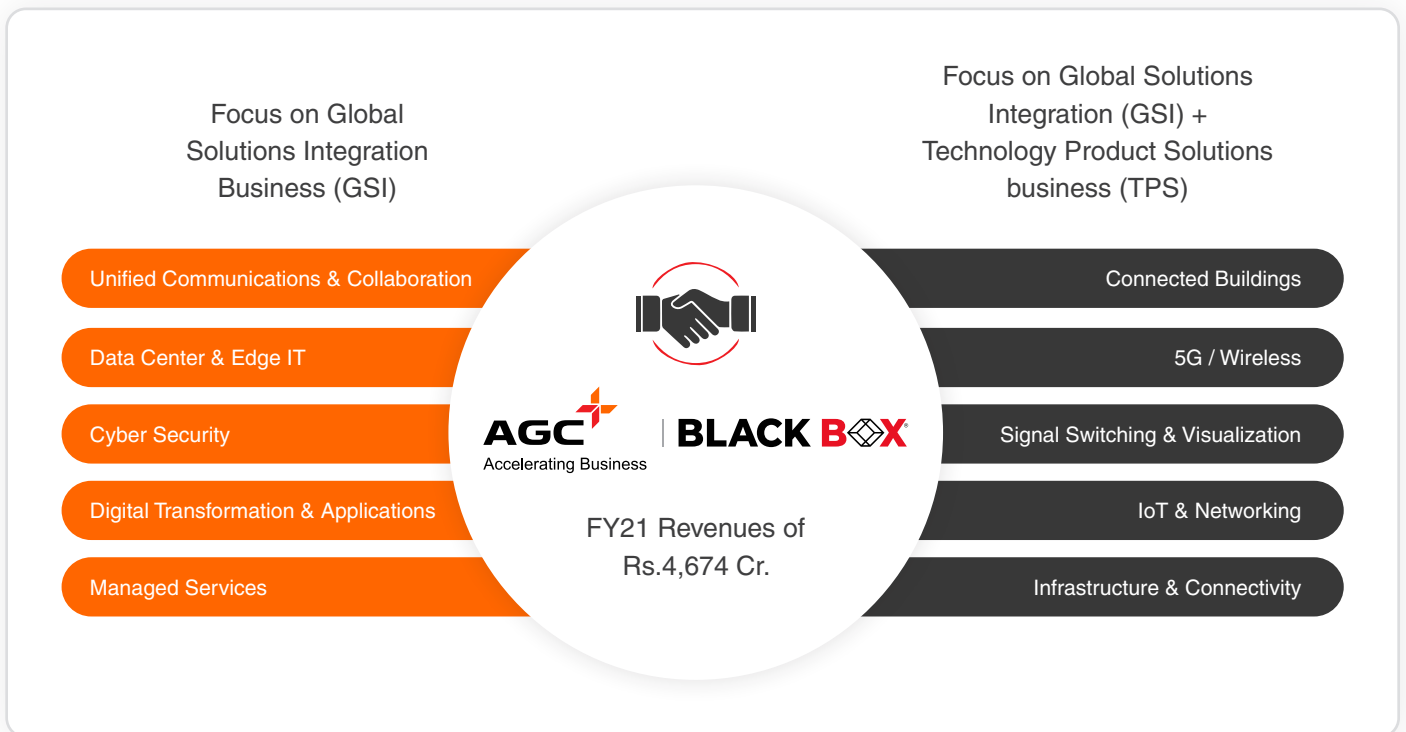 Focus on Global
Solutions Integration
Business (GSI)
Focus on Global Solutions
Integration (GSI) +
Technology Product Solutions
business (TPS)
Unified Communications & Collaboration
Data Center & Edge IT
Cyber Security
Digital Transformation & Applications
Managed Services
AGC
Accelerating Business
BLACK BOX®
FY21 Revenues of
Rs.4,674 Cr.
Connected Buildings
5G / Wireless
Signal Switching & Visualization
IoT & Networking
Infrastructure & Connectivity